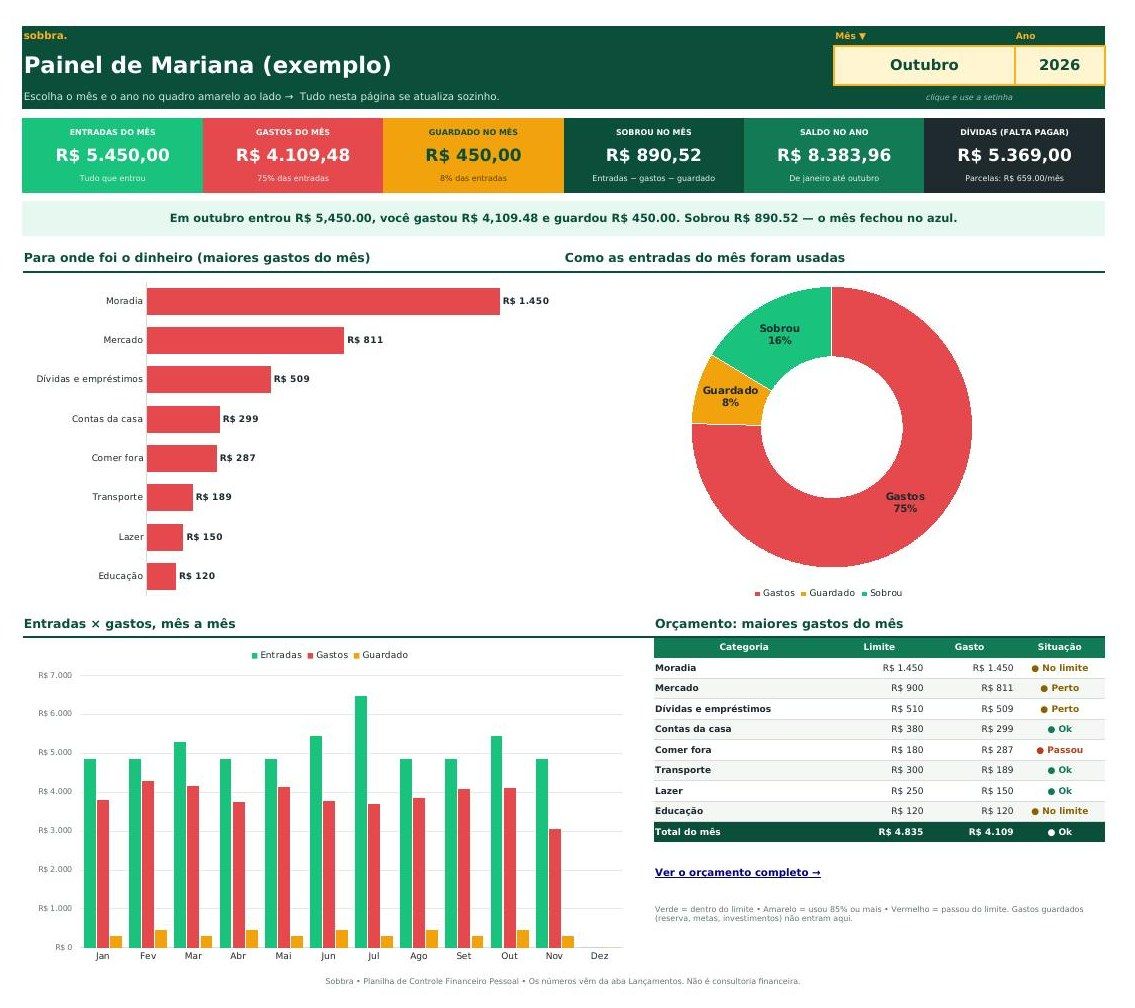 sobbra.
Mês ▼ Ano
Painel de Mariana (exemplo)
Outubro 2026
Escolha o mês e o ano no quadro amarelo ao lado → Tudo nesta página se atualiza sozinho.
clique e use a setinha
ENTRADAS DO MÊS
R$ 5.450,00
Tudo que entrou
GASTOS DO MÊS
R$ 4.109,48
75% das entradas
GUARDADO NO MÊS
R$ 450,00
8% das entradas
SOBROU NO MÊS
R$ 890,52
Entradas − gastos − guardado
SALDO NO ANO
R$ 8.383,96
De janeiro até outubro
DÍVIDAS (FALTA PAGAR)
R$ 5.369,00
Parcelas: R$ 659.00/mês
Em outubro entrou R$ 5,450.00, você gastou R$ 4,109.48 e guardou R$ 450.00. Sobrou R$ 890.52 — o mês fechou no azul.
Para onde foi o dinheiro (maiores gastos do mês)
Moradia R$ 1.450
Mercado R$ 811
Dívidas e empréstimos R$ 509
Contas da casa R$ 299
Comer fora R$ 287
Transporte R$ 189
Lazer R$ 150
Educação R$ 120
Como as entradas do mês foram usadas
Sobrou
16%
Guardado
8%
Gastos
75%
Gastos Guardado Sobrou
Entradas × gastos, mês a mês
Entradas Gastos Guardado
R$ 7.000
R$ 6.000
R$ 5.000
R$ 4.000
R$ 3.000
R$ 2.000
R$ 1.000
R$ 0
Jan Fev Mar Abr Mai Jun Jul Ago Set Out Nov Dez
Orçamento: maiores gastos do mês
Categoria Limite Gasto Situação
Moradia R$ 1.450 R$ 1.450 ● No limite
Mercado R$ 900 R$ 811 ● Perto
Dívidas e empréstimos R$ 510 R$ 509 ● Perto
Contas da casa R$ 380 R$ 299 ● Ok
Comer fora R$ 180 R$ 287 ● Passou
Transporte R$ 300 R$ 189 ● Ok
Lazer R$ 250 R$ 150 ● Ok
Educação R$ 120 R$ 120 ● No limite
Total do mês R$ 4.835 R$ 4.109 ● Ok
Ver o orçamento completo →
Verde = dentro do limite • Amarelo = usou 85% ou mais • Vermelho = passou do limite. Gastos guardados
(reserva, metas, investimentos) não entram aqui.
Sobbra • Planilha de Controle Financeiro Pessoal • Os números vêm da aba Lançamentos. Não é consultoria financeira.